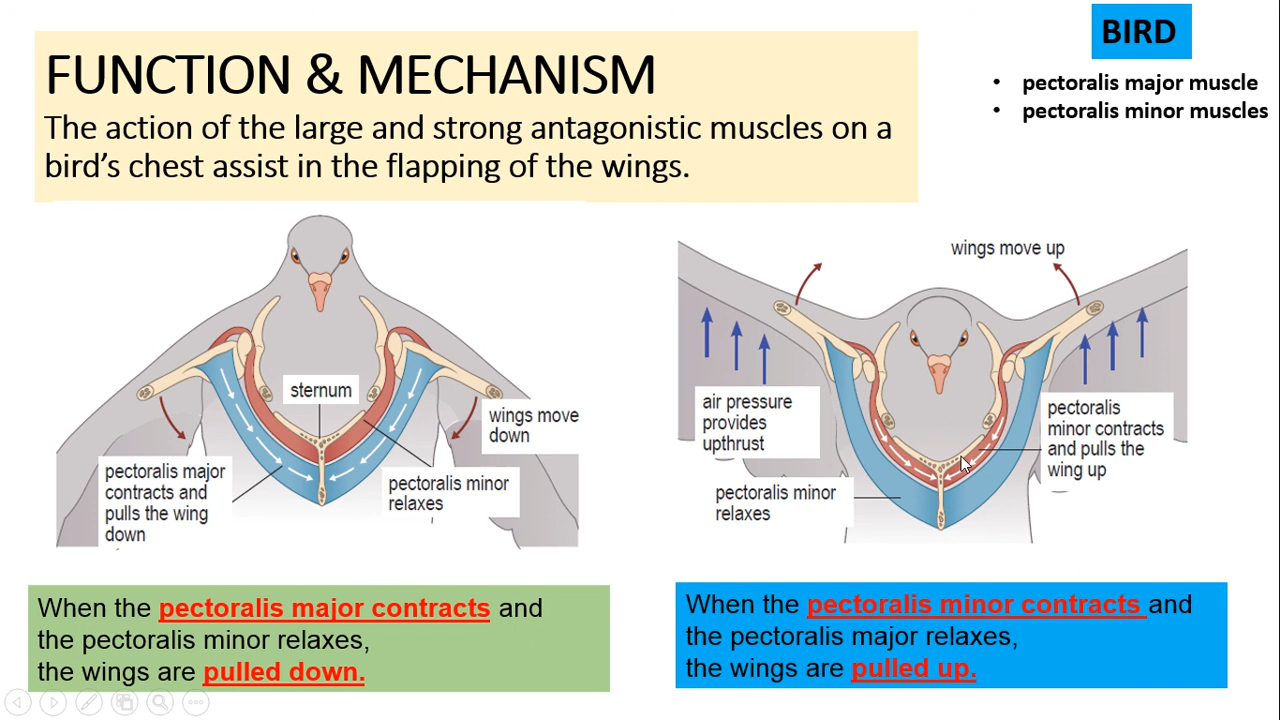 BIRD
• pectoralis major muscle
• pectoralis minor muscles
FUNCTION & MECHANISM
The action of the large and strong antagonistic muscles on a
bird's chest assist in the flapping of the wings.
sternum
wings move
down
pectoralis major
contracts and
pulls the wing
down
pectoralis minor
relaxes
wings move up
air pressure
provides
upthrust
pectoralis
minor contracts
and pulls the
wing up
pectoralis minor
relaxes
When the pectoralis major contracts and
the pectoralis minor relaxes,
the wings are pulled down.
When the pectoralis minor contracts and
the pectoralis major relaxes,
the wings are pulled up.